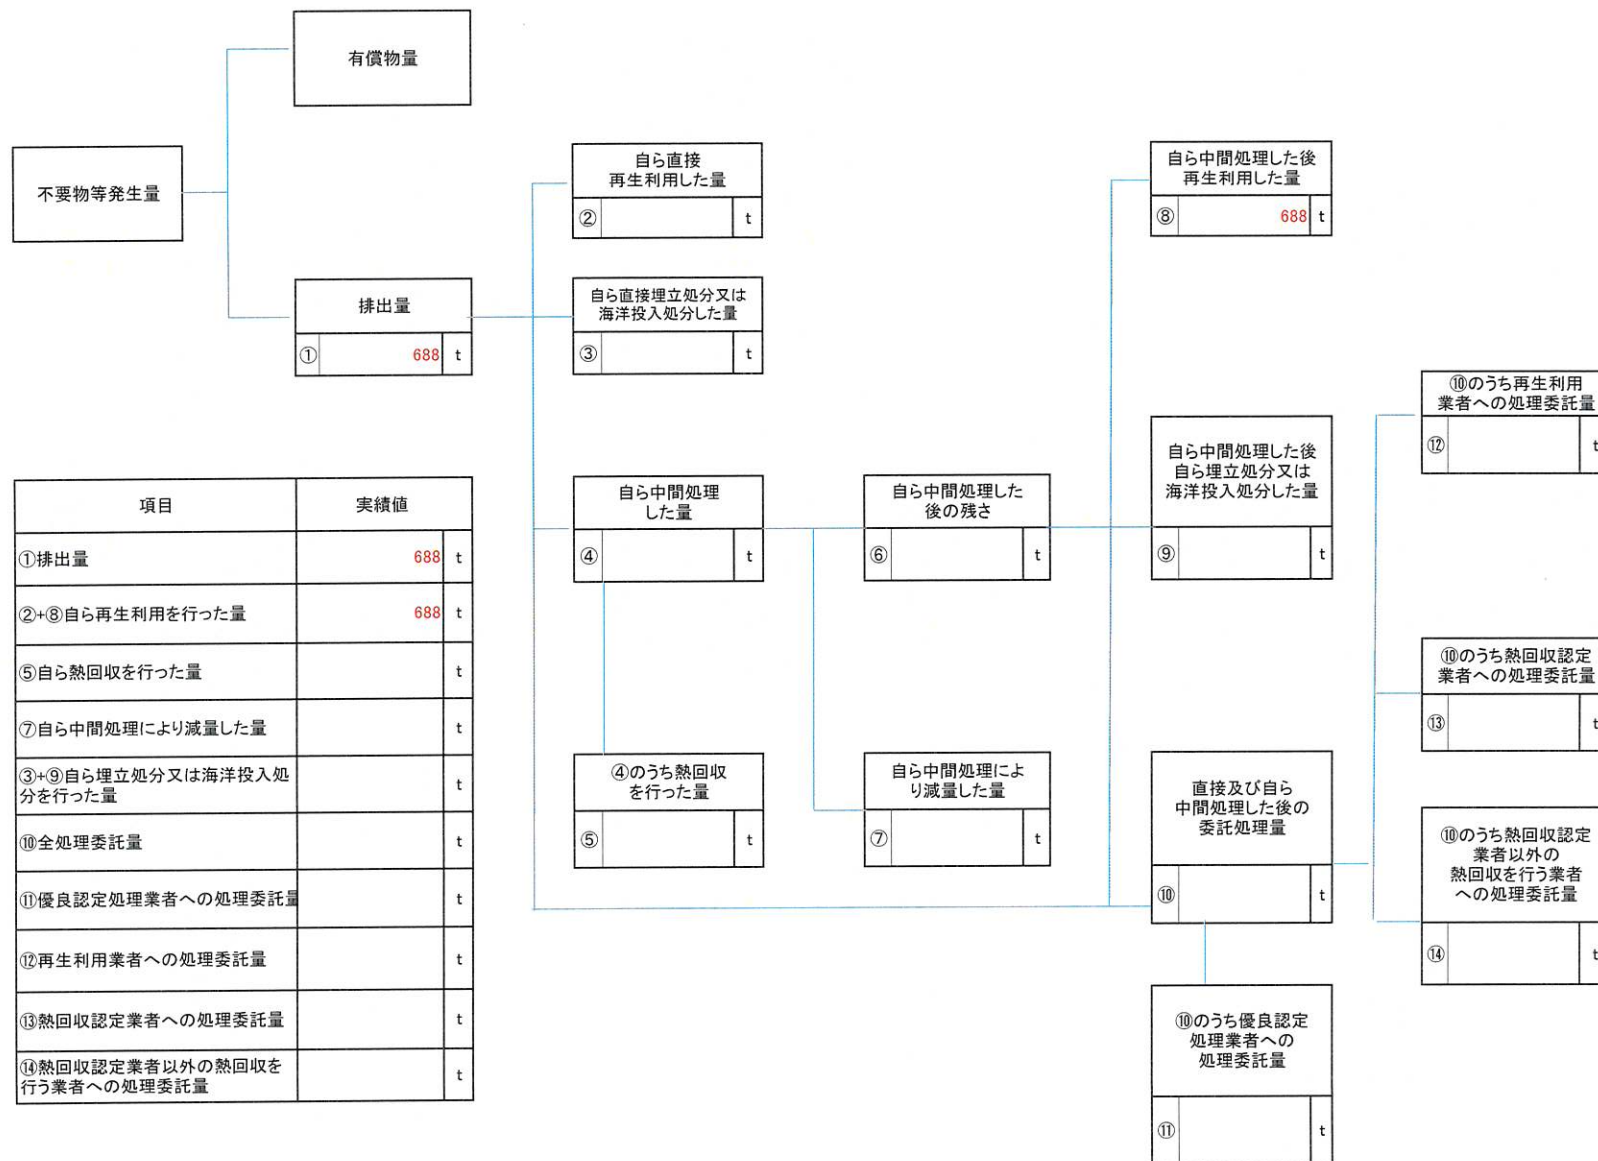 有償物量
不要物等発生量
排出量
① 688 t
自ら直接
再生利用した量
② t
自ら直接埋立処分又は
海洋投入処分した量
③ t
自ら中間処理
した量
④ t
④のうち熱回収
を行った量
⑤ t
自ら中間処理した
後の残さ
⑥ t
自ら中間処理によ
り減量した量
⑦ t
自ら中間処理した後
再生利用した量
⑧ 688 t
自ら中間処理した後
自ら埋立処分又は
海洋投入処分した量
⑨ t
直接及び自ら
中間処理した後の
委託処理量
⑩ t
⑩のうち優良認定
処理業者への
処理委託量
⑪ t
⑩のうち再生利用
業者への処理委託量
⑫ t
⑩のうち熱回収認定
業者への処理委託量
⑬ t
⑩のうち熱回収認定
業者以外の
熱回収を行う業者
への処理委託量
⑭ t
項目 実績値
①排出量 688 t
②+⑧自ら再生利用を行った量 688 t
⑤自ら熱回収を行った量 t
⑦自ら中間処理により減量した量 t
③+⑨自ら埋立処分又は海洋投入処
分を行った量 t
⑩全処理委託量 t
⑪優良認定処理業者への処理委託量 t
⑫再生利用業者への処理委託量 t
⑬熱回収認定業者への処理委託量 t
⑭熱回収認定業者以外の熱回収を
行う業者への処理委託量 t